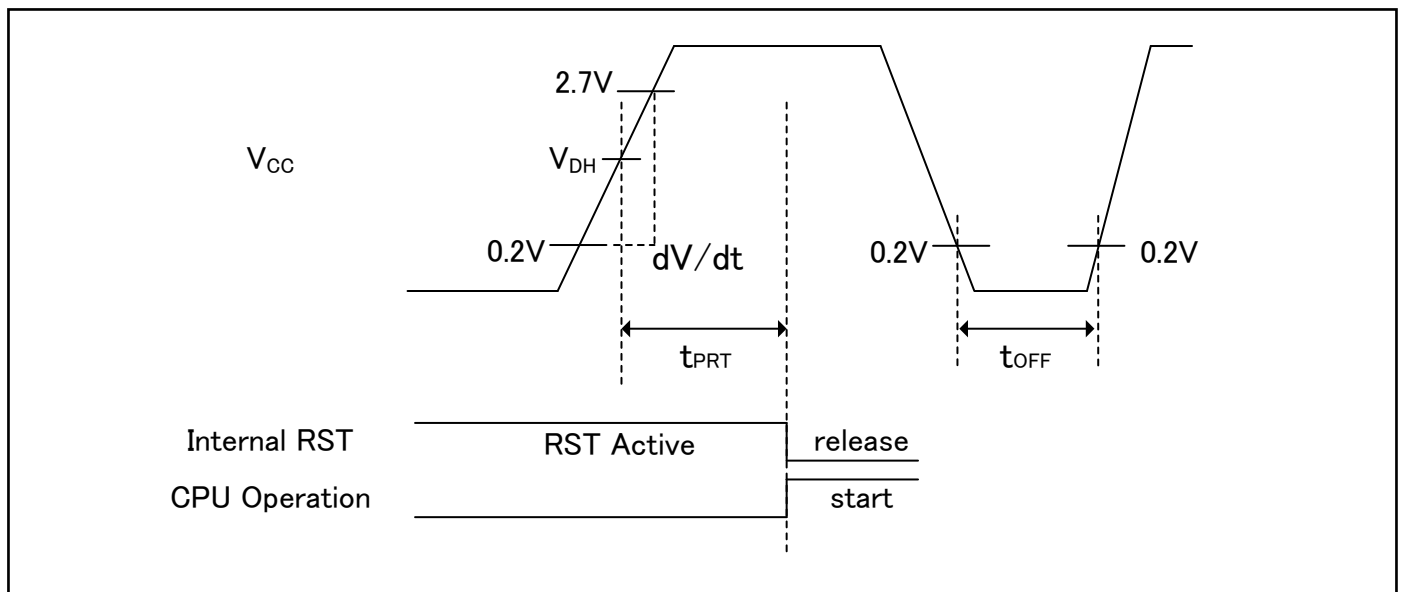 2.7V
VCC
VDH
0.2V
dV/dt
0.2V
0.2V
tPRT
tOFF
Internal RST
RST Active
release
CPU Operation
start